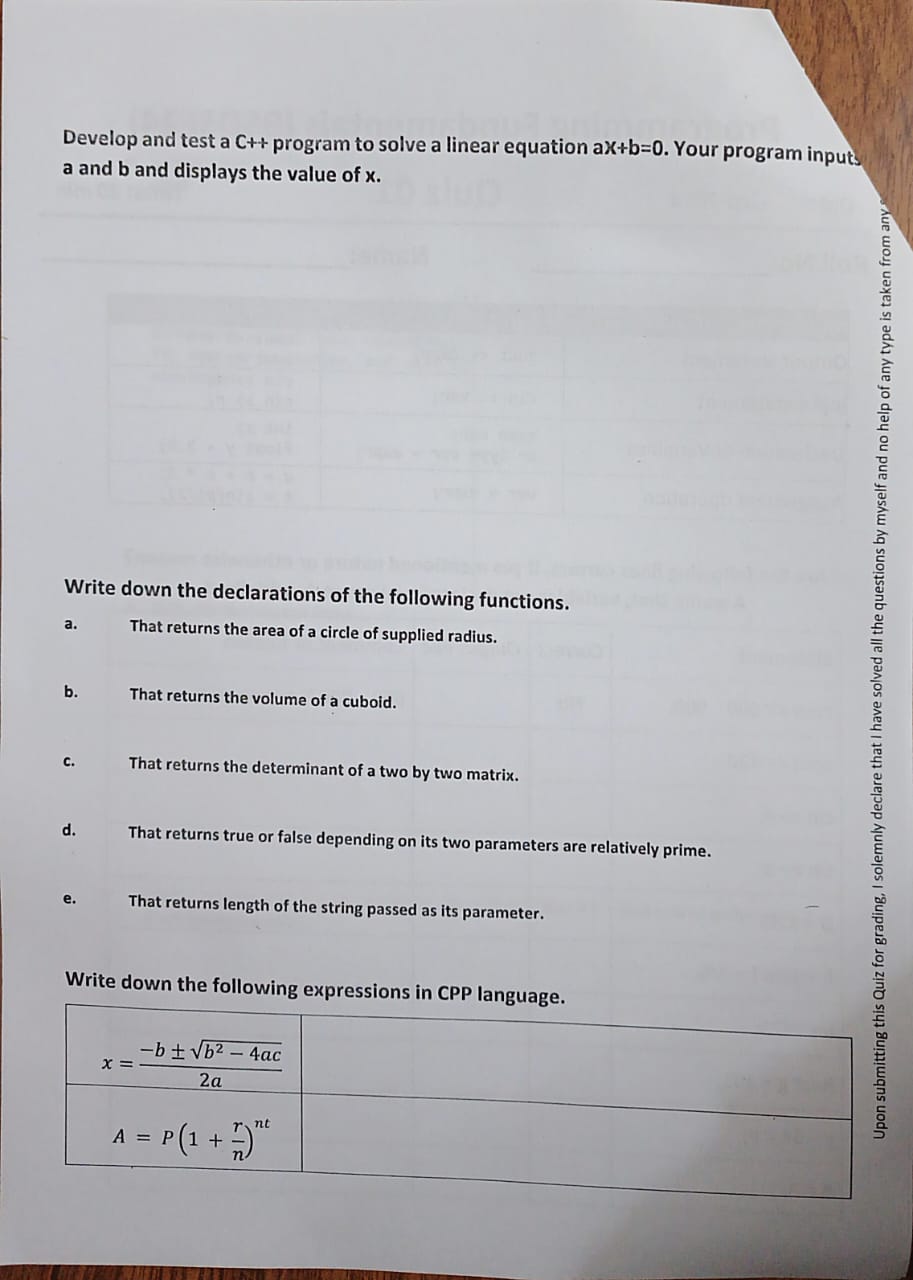 Develop and test a C++ program to solve a linear equation aX+b=0. Your program inputs
a and b and displays the value of x.
Write down the declarations of the following functions.
a. That returns the area of a circle of supplied radius.
b. That returns the volume of a cuboid.
c. That returns the determinant of a two by two matrix.
d. That returns true or false depending on its two parameters are relatively prime.
e. That returns length of the string passed as its parameter.
Write down the following expressions in CPP language.
x = \frac{-b ± \sqrt{b² − 4ac}}{2a}
A = P(1 + \frac{r}{n})^{nt}
Upon submitting this Quiz for grading, I solemnly declare that I have solved all the questions by myself and no help of any type is taken from any